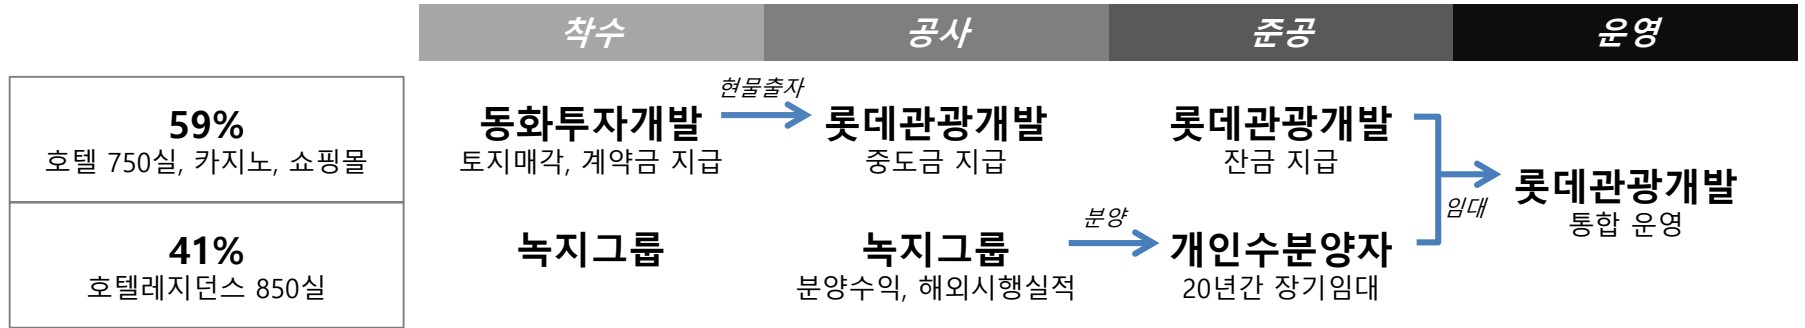 착수 공사 준공 운영
59%
호텔 750실, 카지노, 쇼핑몰
동화투자개발
토지매각, 계약금 지급
현물출자
롯데관광개발
중도금 지급
롯데관광개발
잔금 지급
41%
호텔레지던스 850실
녹지그룹
녹지그룹
분양수익, 해외시행실적
분양
개인수분양자
20년간 장기임대
임대
롯데관광개발
통합 운영